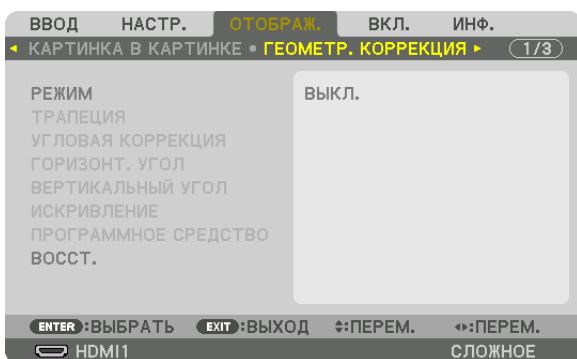 ВВОД НАСТР. ОТОБРАЖ. ВКЛ. ИНФ.
КАРТИНКА В КАРТИНКЕ • ГЕОМЕТР. КОРРЕКЦИЯ 1/3
РЕЖИМ ВЫКЛ.
ТРАПЕЦИЯ
УГЛОВАЯ КОРРЕКЦИЯ
ГОРИЗОНТ. УГОЛ
ВЕРТИКАЛЬНЫЙ УГОЛ
ИСКРИВЛЕНИЕ
ПРОГРАММНОЕ СРЕДСТВО
ВОССТ.
ENTER :ВЫБРАТЬ EXIT :ВЫХОД :ПЕРЕМ. :ПЕРЕМ.
HDMI1 СЛОЖНОЕ